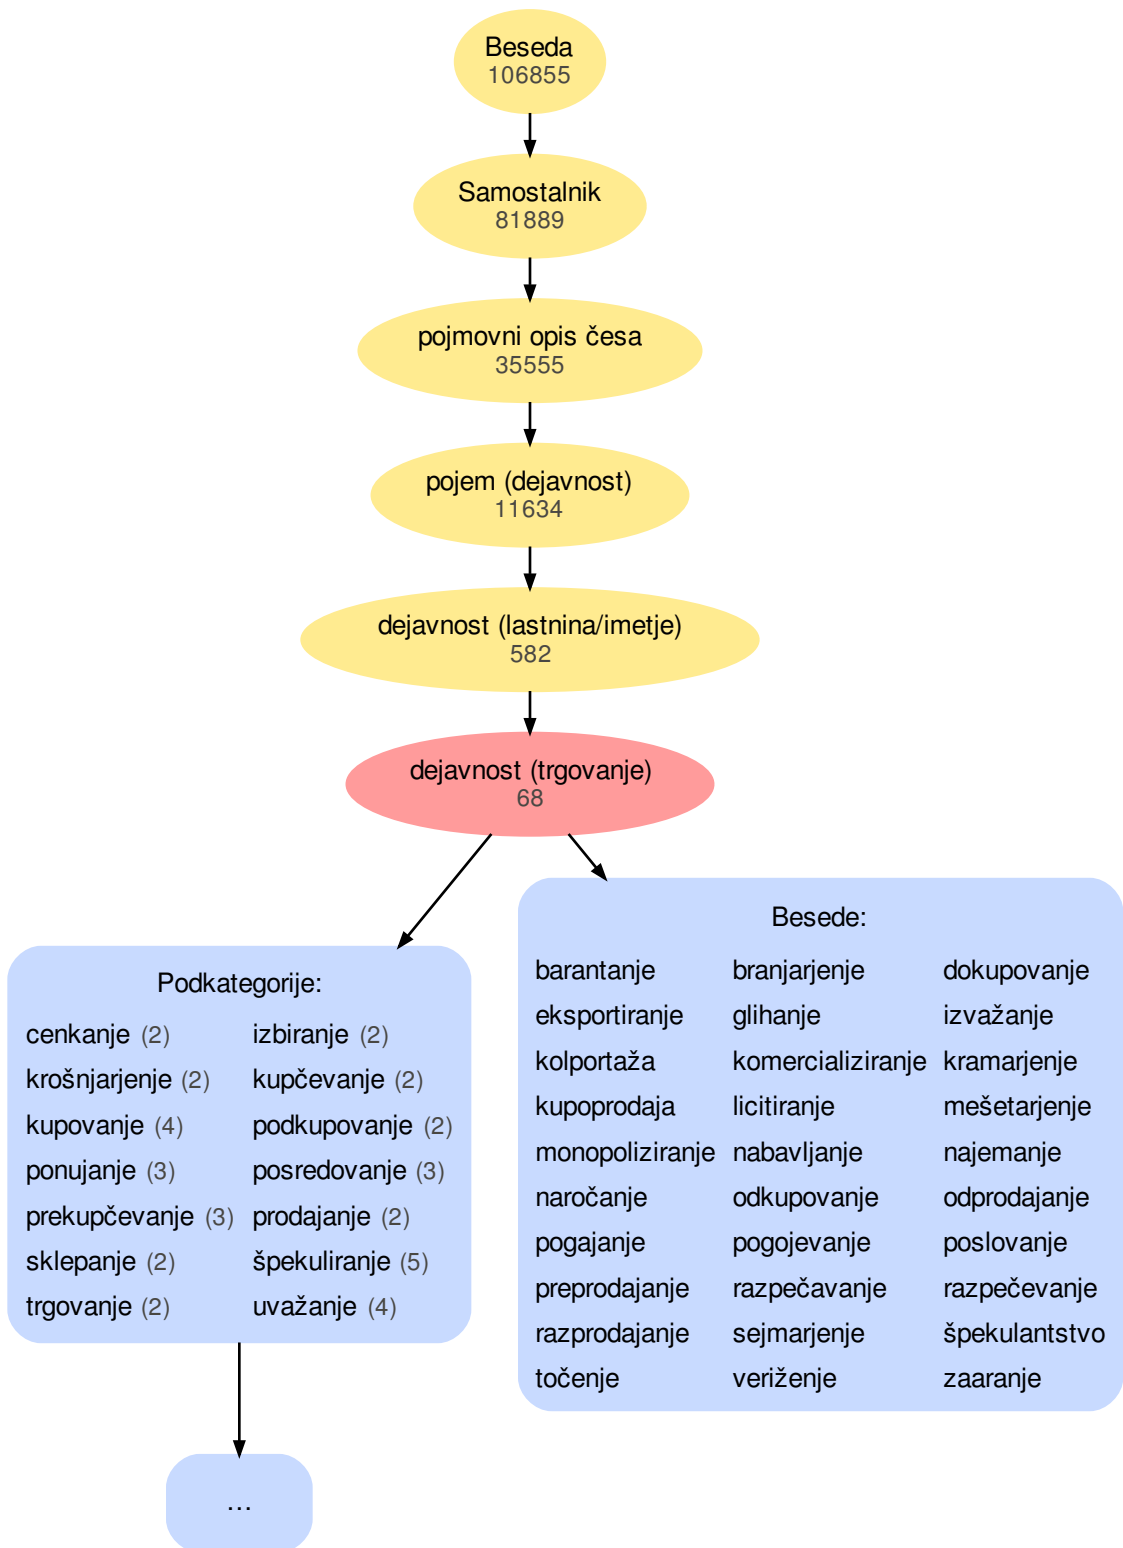 Beseda
106855
Samostalnik
81889
pojmovni opis česa
35555
pojem (dejavnost)
11634
dejavnost (lastnina/imetje)
582
dejavnost (trgovanje)
68
Podkategorije:
cenkanje (2) izbiranje (2)
krošnjarjenje (2) kupčevanje (2)
kupovanje (4) podkupovanje (2)
ponujanje (3) posredovanje (3)
prekupčevanje (3) prodajanje (2)
sklepanje (2) špekuliranje (5)
trgovanje (2) uvažanje (4)
...
Besede:
barantanje branjarjenje dokupovanje
eksportiranje glihanje izvažanje
kolportaža komercializiranje kramarjenje
kupoprodaja licitiranje mešetarjenje
monopoliziranje nabavljanje najemanje
naročanje odkupovanje odprodajanje
pogajanje pogojevanje poslovanje
preprodajanje razpečavanje razpečevanje
razprodajanje sejmarjenje špekulantstvo
točenje veriženje zaaranje